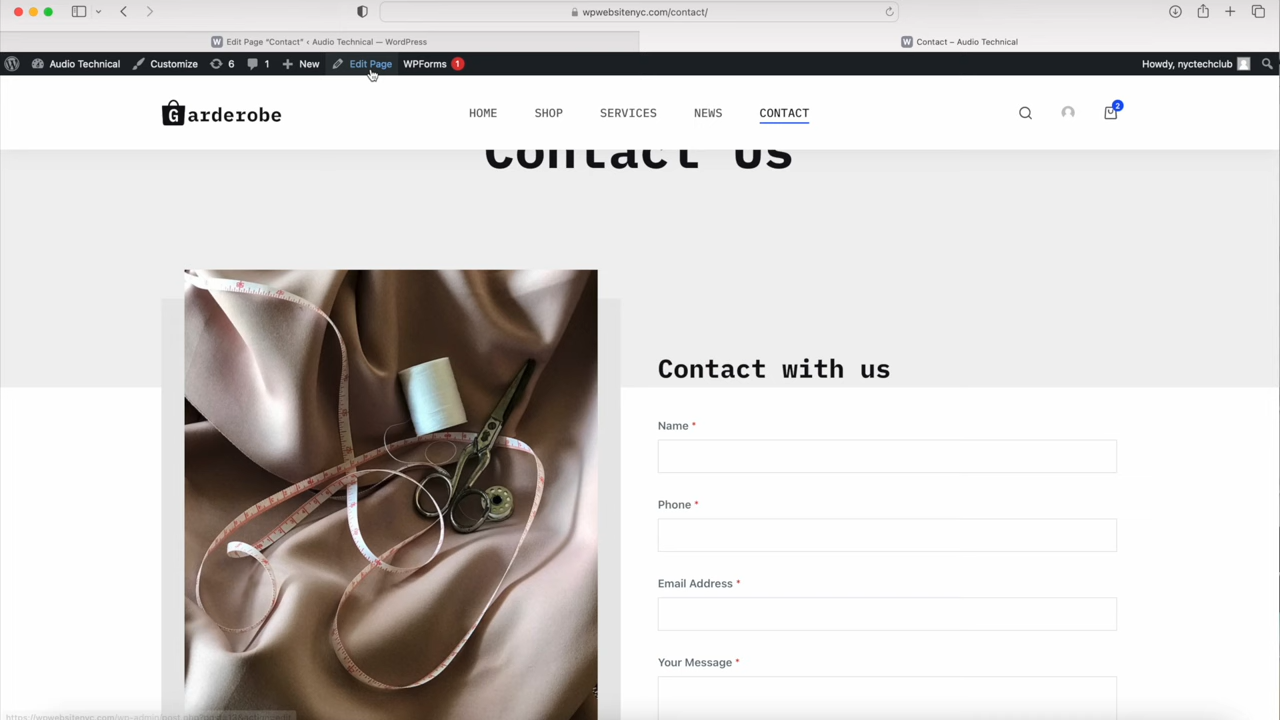 wpwebsitenyc.com/contact/
Edit Page “Contact” ‹ Audio Technical — WordPress
Contact – Audio Technical
Audio Technical Customize 6 1 New Edit Page WPForms 1 Howdy, nyctechclub
Garderobe HOME SHOP SERVICES NEWS CONTACT 2
Contact Us
Contact with us
Name *
Phone *
Email Address *
Your Message *